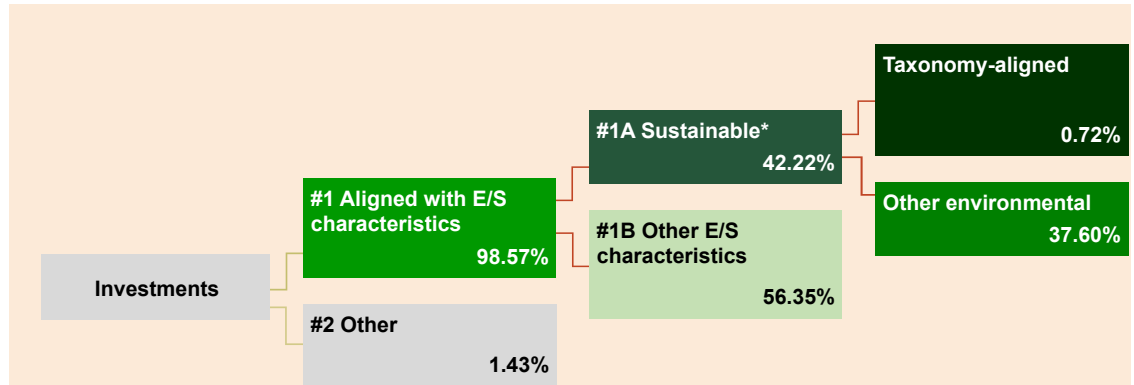 Taxonomy-aligned
0.72%
#1A Sustainable*
42.22%
#1 Aligned with E/S
characteristics
98.57%
Other environmental
37.60%
#1B Other E/S
characteristics
56.35%
Investments
#2 Other
1.43%